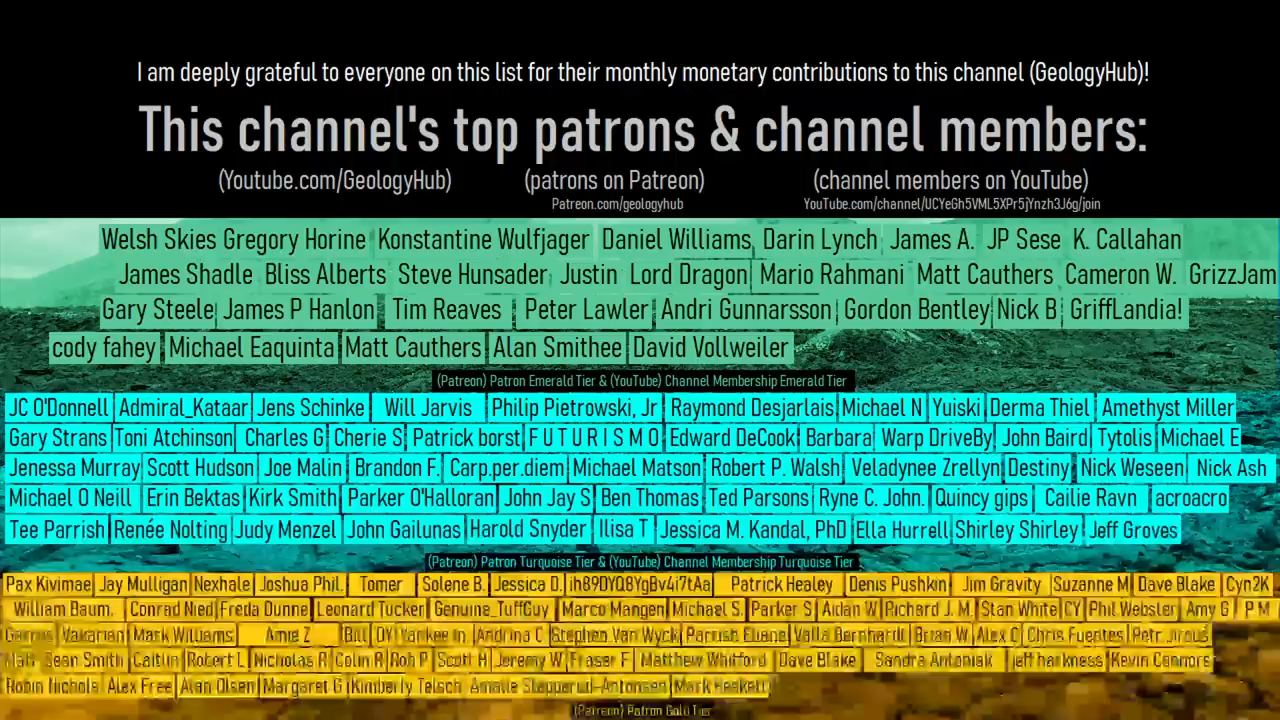 I am deeply grateful to everyone on this list for their monthly monetary contributions to this channel (GeologyHub)!
This channel's top patrons & channel members:
(Youtube.com/GeologyHub) (patrons on Patreon) (channel members on YouTube)
Patreon.com/geologyhub YouTube.com/channel/UCYeGh5VML5XPr5jYnzh3J6g/join
Welsh Skies Gregory Horine Konstantine Wulfjager Daniel Williams Darin Lynch James A. JP Sese K. Callahan
James Shadle Bliss Alberts Steve Hunsader Justin Lord Dragon Mario Rahmani Matt Cauthers Cameron W. GrizzJam
Gary Steele James P Hanlon Tim Reaves Peter Lawler Andri Gunnarsson Gordon Bentley Nick B GriffLandia!
cody fahey Michael Eaquinta Matt Cauthers Alan Smithee David Vollweiler
(Patreon) Patron Emerald Tier & (YouTube) Channel Membership Emerald Tier
JC O'Donnell Admiral_Kataar Jens Schinke Will Jarvis Philip Pietrowski, Jr Raymond Desjarlais Michael N Yuiski Derma Thiel Amethyst Miller
Gary Strans Toni Atchinson Charles G Cherie S Patrick borst F U T U R I S M O Edward DeCook Barbara Warp DriveBy John Baird Tytolis Michael E
Jenessa Murray Scott Hudson Joe Malin Brandon F. Carp.per.diem Michael Matson Robert P. Walsh Veladynee Zrellyn Destiny Nick Weseen Nick Ash
Michael O Neill Erin Bektas Kirk Smith Parker O'Halloran John Jay S Ben Thomas Ted Parsons Ryne C. John. Quincy gips Cailie Ravn acroacro
Tee Parrish Renée Nolting Judy Menzel John Gailunas Harold Snyder Ilisa T Jessica M. Kandal, PhD Ella Hurrell Shirley Shirley Jeff Groves
(Patreon) Patron Turquoise Tier & (YouTube) Channel Membership Turquoise Tier
Pax Kivimae Jay Mulligan Nexhale Joshua Phil. Tomer Solene B. Jessica D. ih89DYQ8YgBv4i7tAa Patrick Healey Denis Pushkin Jim Gravity Suzanne M Dave Blake Cyn2K
William Baum. Conrad Nied Freda Dunne Leonard Tucker Genuine_TuffGuy Marco Mangen Michael S. Parker S Aidan W Richard J. M. Stan White CY Phil Webster Amy G P M
Vakarian Mark Williams Amie Z Bill DY Yankee In. Andrina C Stephen Van Wyck Parrish Eliane Valla Bernhardt Brian W Alex C Chris Fuentes Petr Jirouš
Sean Smith Caitlin Robert L Nicholas R Colin R Rob P Scott H Jeremy W Fraser F Matthew Whitford Dave Blake Sandra Antoniak jeff harkness Kevin Connors
Robin Nichols Alex Free Alan Olsen Margaret G Kimberly Telsch Amalie Stepperud-Antonsen Mark Haskett
(Patreon) Patron Gold Tier